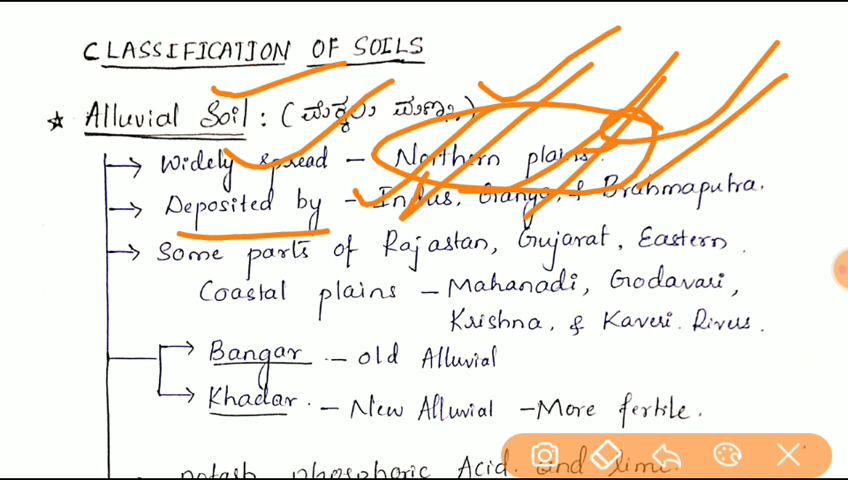 CLASSIFICATION OF SOILS
★ Alluvial Soil : (ಮೆಕ್ಕಲು ಮಣ್ಣು)
→ Widely spread - Northern plains.
→ Deposited by - Indus, Ganga, & Brahmaputra.
→ Some parts of Rajastan, Gujarat, Eastern
Coastal plains - Mahanadi, Godavari,
Krishna, & Kaveri Rivers.
→ Bangar - old Alluvial
→ Khadar - New Alluvial - More fertile.
potash phosphoric Acid and lime